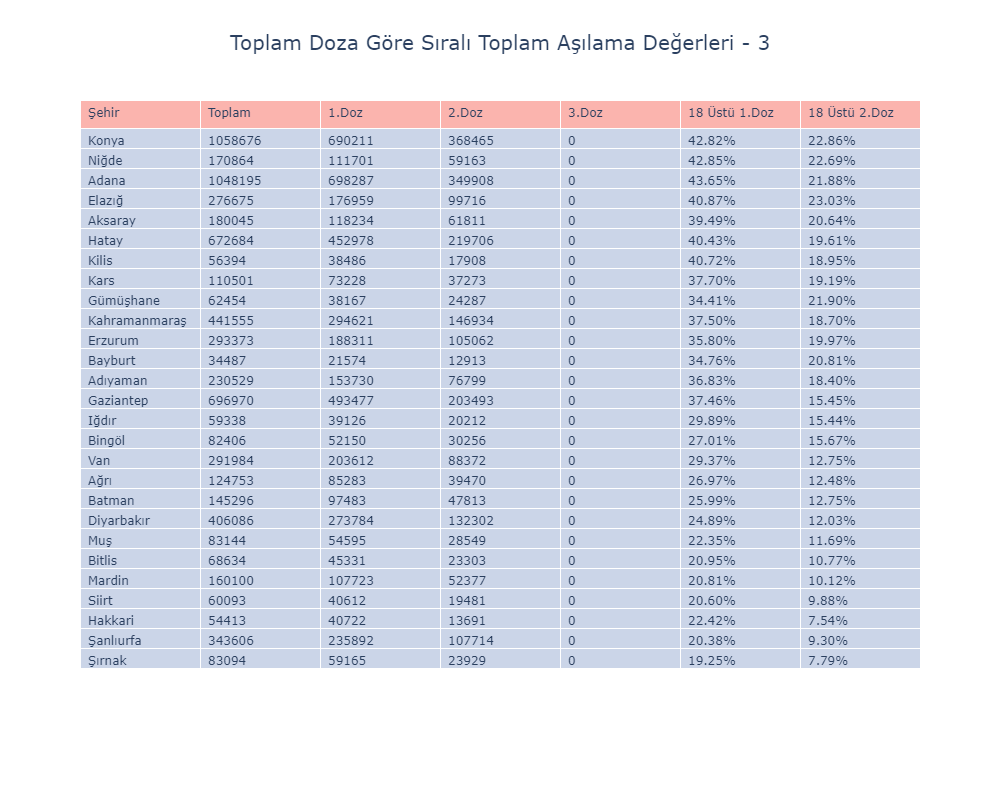 Toplam Doza Göre Sıralı Toplam Aşılama Değerleri - 3
Şehir Toplam 1.Doz 2.Doz 3.Doz 18 Üstü 1.Doz 18 Üstü 2.Doz
Konya 1058676 690211 368465 0 42.82% 22.86%
Niğde 170864 111701 59163 0 42.85% 22.69%
Adana 1048195 698287 349908 0 43.65% 21.88%
Elazığ 276675 176959 99716 0 40.87% 23.03%
Aksaray 180045 118234 61811 0 39.49% 20.64%
Hatay 672684 452978 219706 0 40.43% 19.61%
Kilis 56394 38486 17908 0 40.72% 18.95%
Kars 110501 73228 37273 0 37.70% 19.19%
Gümüşhane 62454 38167 24287 0 34.41% 21.90%
Kahramanmaraş 441555 294621 146934 0 37.50% 18.70%
Erzurum 293373 188311 105062 0 35.80% 19.97%
Bayburt 34487 21574 12913 0 34.76% 20.81%
Adıyaman 230529 153730 76799 0 36.83% 18.40%
Gaziantep 696970 493477 203493 0 37.46% 15.45%
Iğdır 59338 39126 20212 0 29.89% 15.44%
Bingöl 82406 52150 30256 0 27.01% 15.67%
Van 291984 203612 88372 0 29.37% 12.75%
Ağrı 124753 85283 39470 0 26.97% 12.48%
Batman 145296 97483 47813 0 25.99% 12.75%
Diyarbakır 406086 273784 132302 0 24.89% 12.03%
Muş 83144 54595 28549 0 22.35% 11.69%
Bitlis 68634 45331 23303 0 20.95% 10.77%
Mardin 160100 107723 52377 0 20.81% 10.12%
Siirt 60093 40612 19481 0 20.60% 9.88%
Hakkari 54413 40722 13691 0 22.42% 7.54%
Şanlıurfa 343606 235892 107714 0 20.38% 9.30%
Şırnak 83094 59165 23929 0 19.25% 7.79%